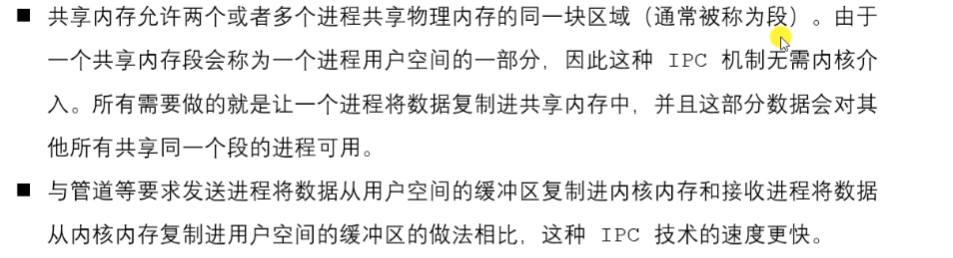 ■ 共享内存允许两个或者多个进程共享物理内存的同一块区域（通常被称为段）。由于
一个共享内存段会称为一个进程用户空间的一部分，因此这种 IPC 机制无需内核介
入。所有需要做的就是让一个进程将数据复制进共享内存中，并且这部分数据会对其
他所有共享同一个段的进程可用。
■ 与管道等要求发送进程将数据从用户空间的缓冲区复制进内核内存和接收进程将数据
从内核内存复制进用户空间的缓冲区的做法相比，这种 IPC 技术的速度更快。